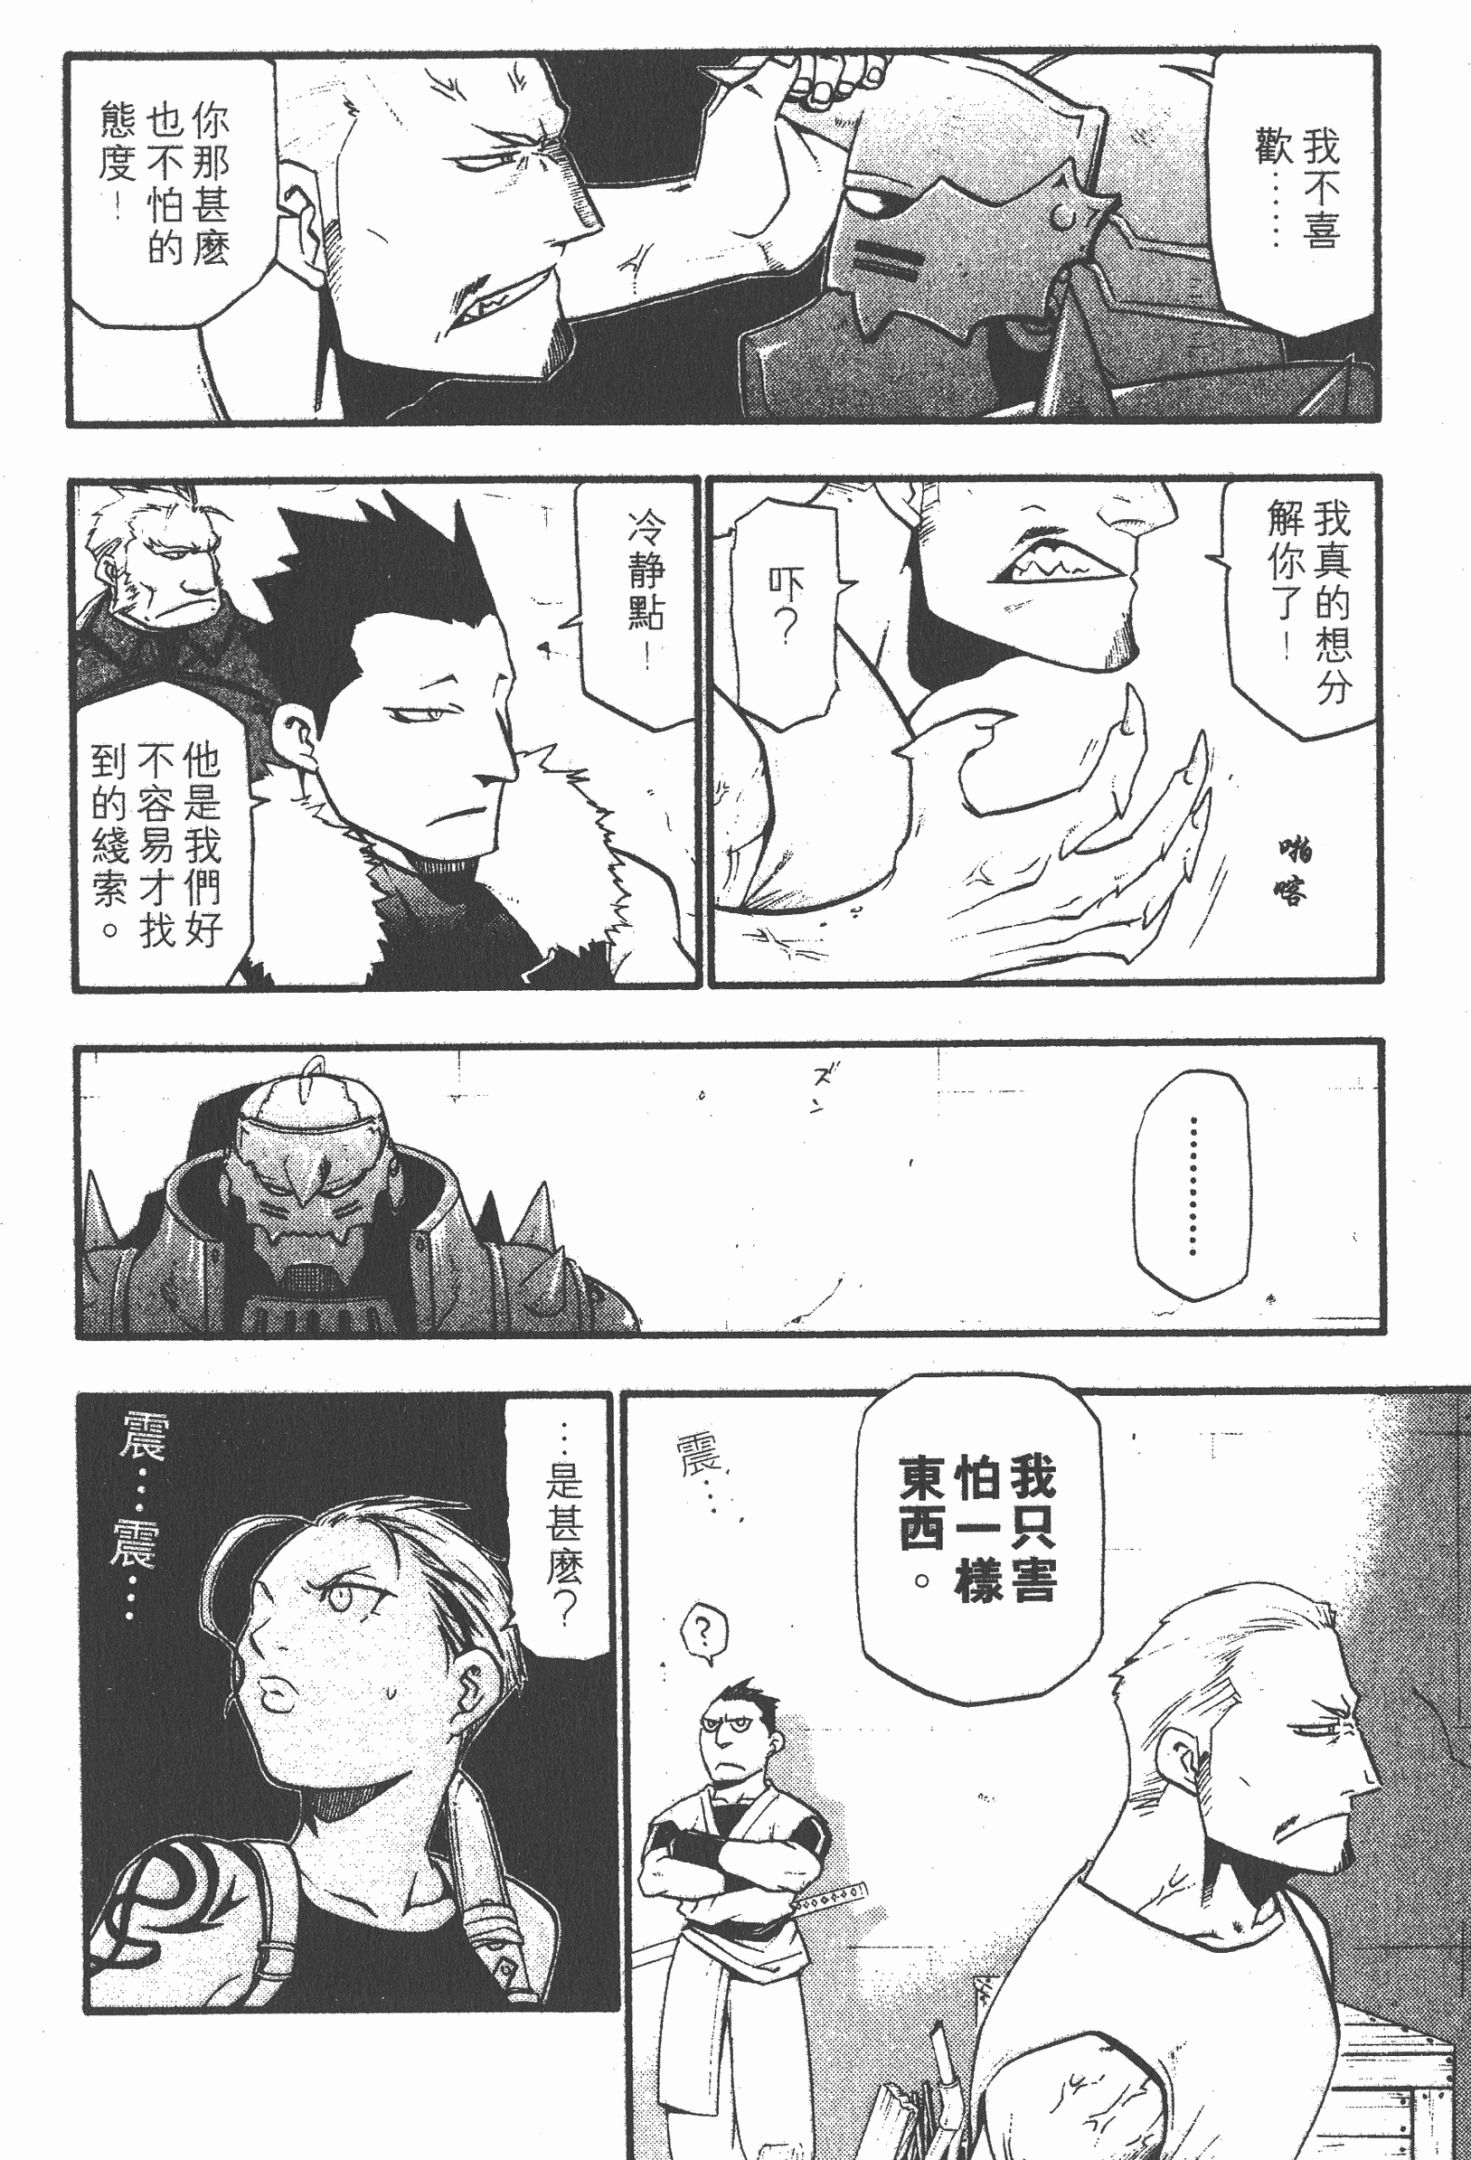 我不喜
歡……
你那甚麼
也不怕的
態度！
我真的想分
解你了！
吓？
啪
喀
冷静點！
他是我們好
不容易才找
到的綫索。
…………
ズン
我只害
怕一樣
東西。
震…
?
…是甚麽？
震…震…